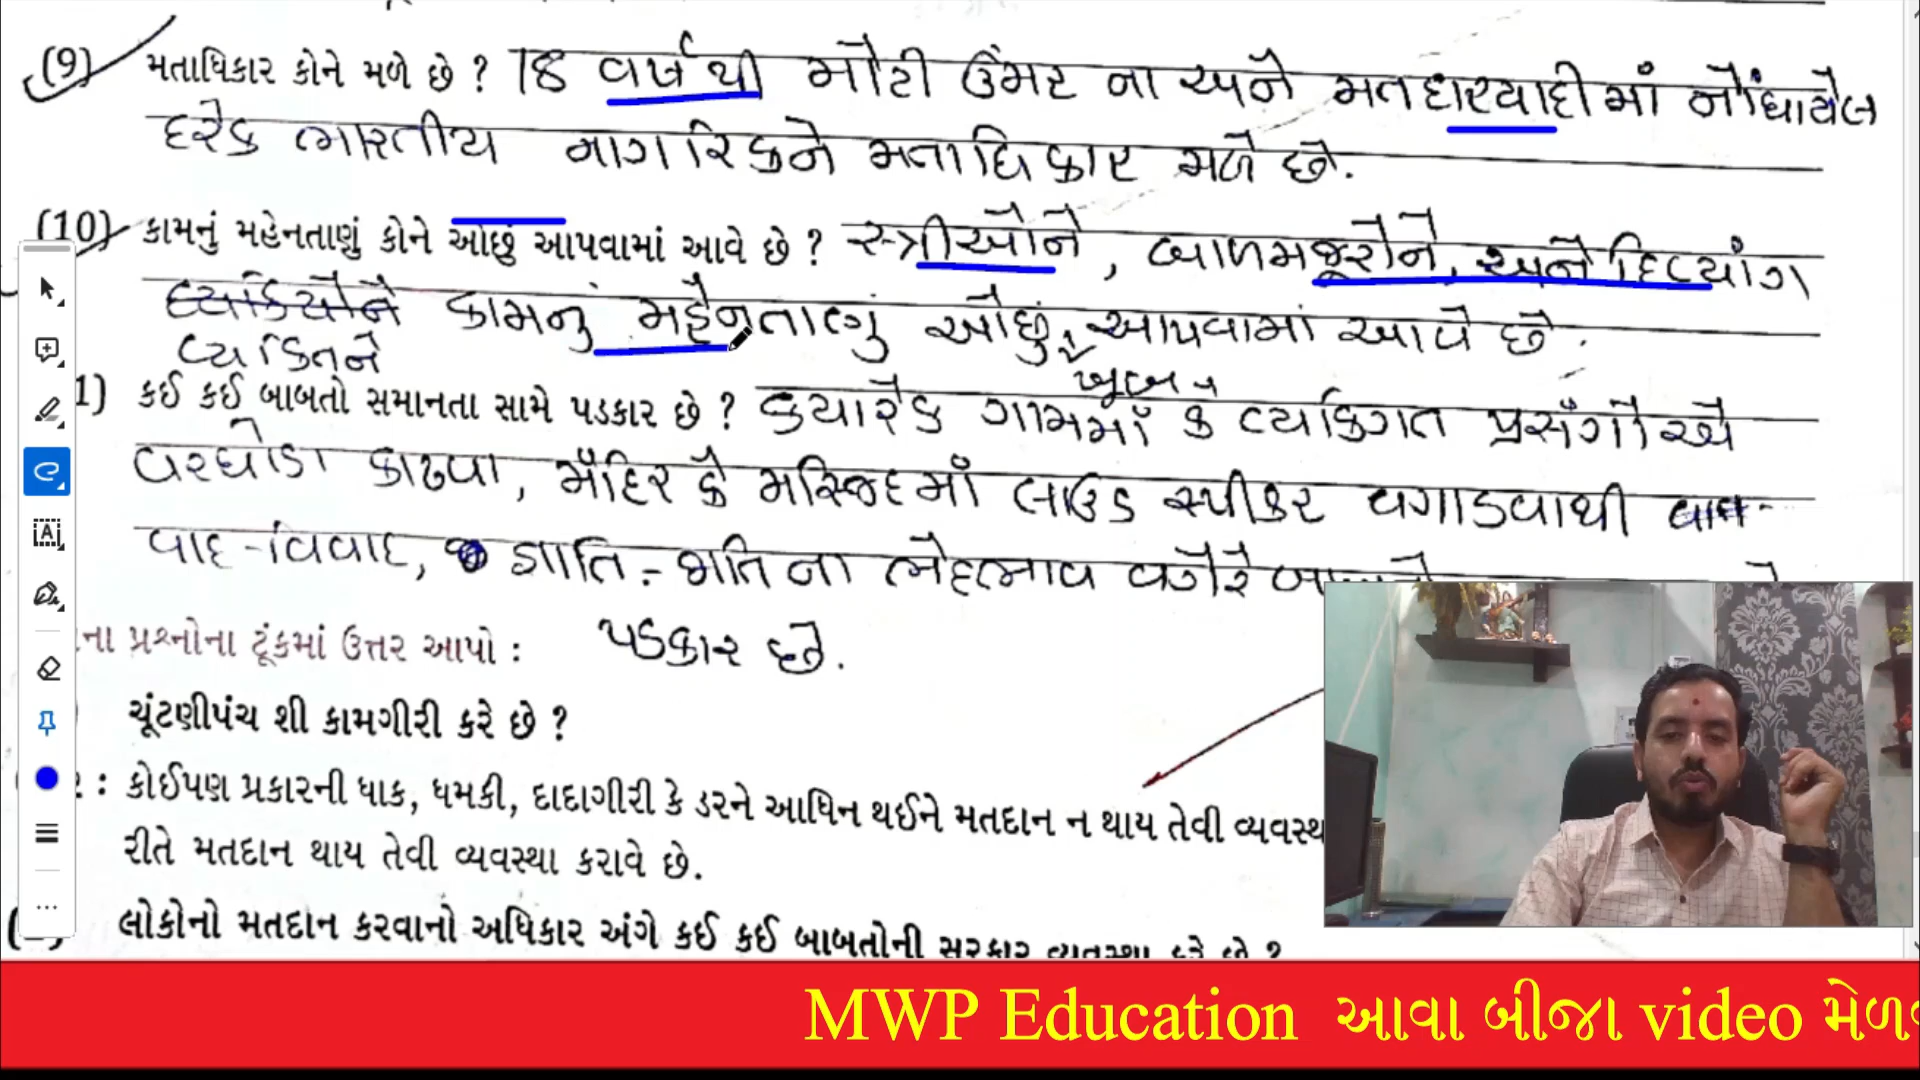 (9) મતાધિકાર કોને મળે છે ? 18 વર્ષ થી મોટી ઉંમર ના અને મતદારયાદી માં નોંધાયેલ
દરેક ભારતીય નાગરિકને મતાધિકાર મળે છે.
(10) કામનું મહેનતાણું કોને ઓછું આપવામાં આવે છે ? સ્ત્રીઓને, બાળમજૂરોને, અને દિવ્યાંગ
કામનું મહેનતાણું ઓછું આપવામાં આવે છે.
વ્યક્તિને ખૂબ જ
1) કઈ કઈ બાબતો સમાનતા સામે પડકાર છે ? ક્યારેક ગામમાં કે વ્યક્તિગત પ્રસંગોએ
વરઘોડા કાઢવા, મંદિર કે મસ્જિદમાં લાઉડ સ્પીકર વગાડવાથી
વાદ-વિવાદ, જ્ઞાતિ-જાતિ ના ભેદભાવ વગેરે
ના પ્રશ્નોના ટૂંકમાં ઉત્તર આપો : પડકાર છે.
ચૂંટણીપંચ શી કામગીરી કરે છે ?
ર : કોઈપણ પ્રકારની ધાક, ધમકી, દાદાગીરી કે ડરને આધિન થઈને મતદાન ન થાય તેવી વ્યવસ્થ
રીતે મતદાન થાય તેવી વ્યવસ્થા કરાવે છે.
લોકોનો મતદાન કરવાનો અધિકાર અંગે કઈ કઈ બાબતોની સરકાર વ્યવસ્થા કરે છે ?
MWP Education આવા બીજા video મેળવ